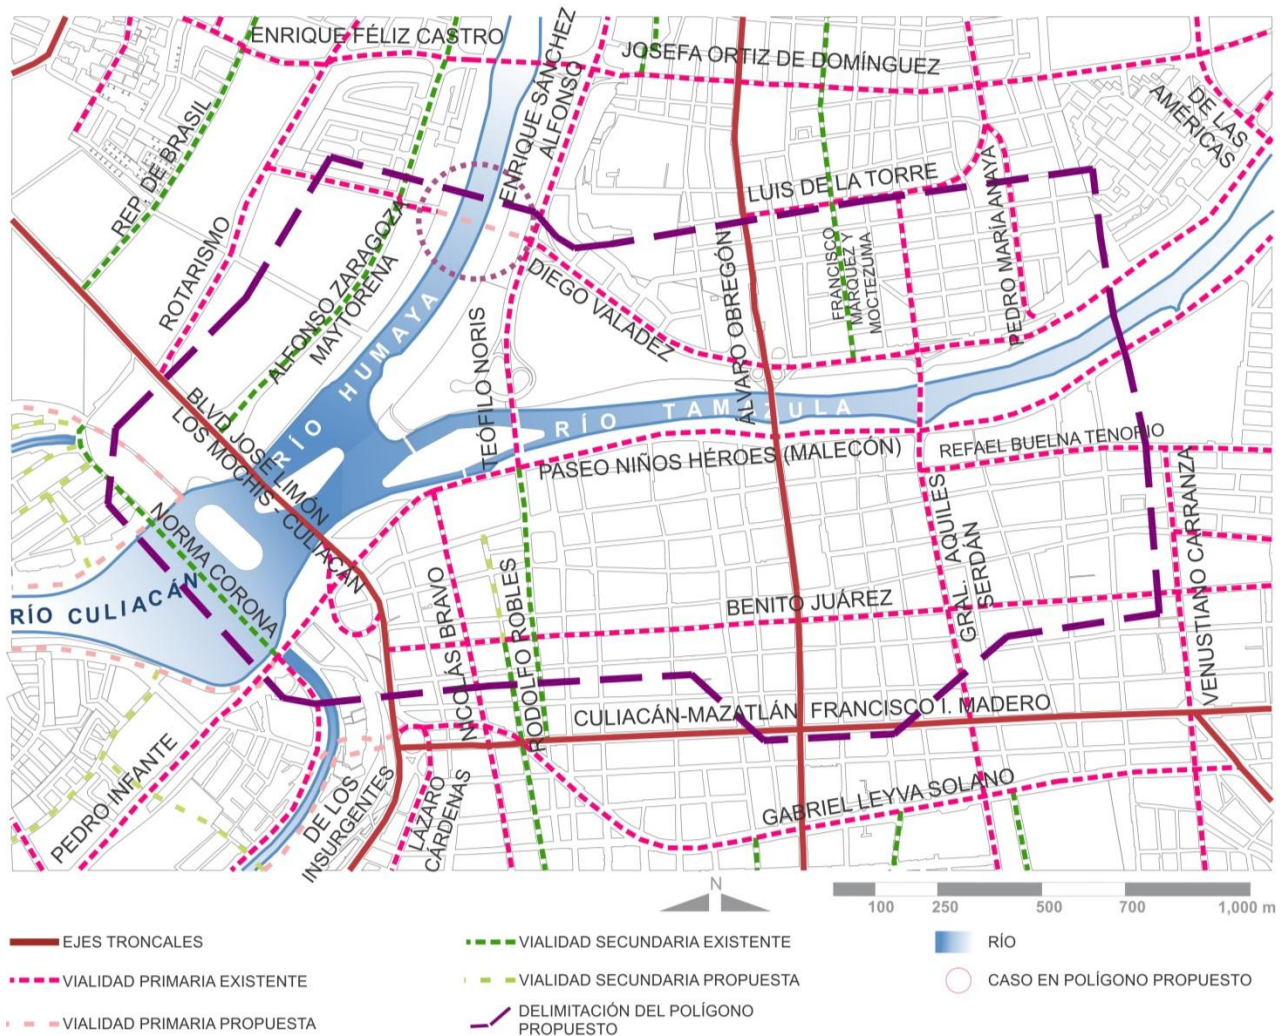 ENRIQUE FÉLIZ CASTRO
JOSEFA ORTIZ DE DOMÍNGUEZ
ENRIQUE SÁNCHEZ
ALFONSO
DE LAS
AMÉRICAS
REP. DE BRASIL
LUIS DE LA TORRE
PEDRO MARÍA ANAYA
ROTARISMO
ALFONSO ZARAGOZA
MAYTORENA
DIEGO VALADEZ
ÁLVARO OBREGÓN
FRANCISCO
MARQUEZ Y
MOCTEZUMA
RÍO HUMAYA
TEÓFILO NORIS
RÍO TAMAZULA
BLVD. JOSÉ LIMÓN
LOS MOCHIS - CULIACÁN
PASEO NIÑOS HÉROES (MALECÓN)
REFAEL BUELNA TENORIO
NORMA CORONA
RÍO CULIACÁN
NICOLÁS BRAVO
RODOLFO ROBLES
BENITO JUÁREZ
GRAL. AQUILES
SERDÁN
VENUSTIANO CARRANZA
CULIACÁN-MAZATLÁN FRANCISCO I. MADERO
PEDRO INFANTE
DE LOS
INSURGENTES
LÁZARO
CÁRDENAS
GABRIEL LEYVA SOLANO
N
100 250 500 700 1,000 m
EJES TRONCALES
VIALIDAD PRIMARIA EXISTENTE
VIALIDAD PRIMARIA PROPUESTA
VIALIDAD SECUNDARIA EXISTENTE
VIALIDAD SECUNDARIA PROPUESTA
DELIMITACIÓN DEL POLÍGONO
PROPUESTO
RÍO
CASO EN POLÍGONO PROPUESTO